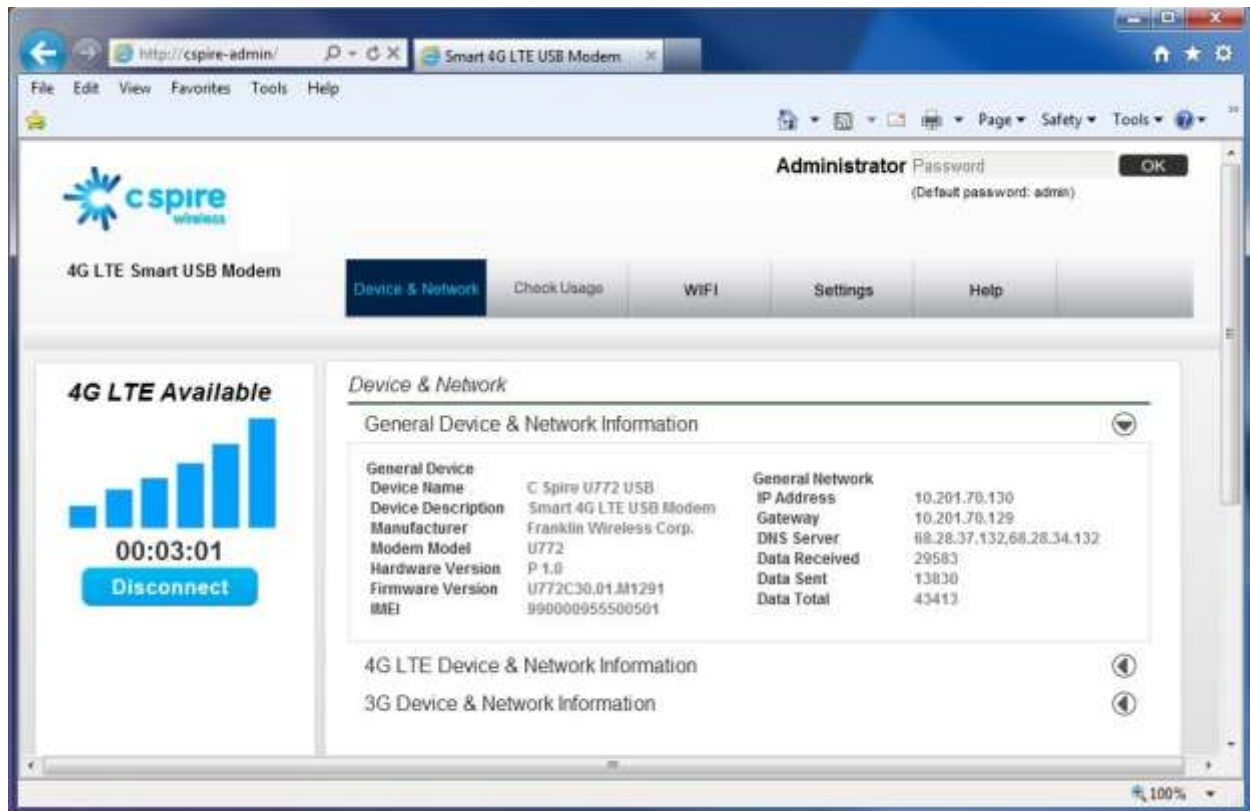 http://cspire-admin/
Smart 4G LTE USB Modem
File Edit View Favorites Tools Help
Page Safety Tools
Administrator Password OK
(Default password: admin)
c spire
wireless
4G LTE Smart USB Modem
Device & Network Check Usage WIFI Settings Help
4G LTE Available
00:03:01
Disconnect
Device & Network
General Device & Network Information
General Device
Device Name C Spire U772 USB
Device Description Smart 4G LTE USB Modem
Manufacturer Franklin Wireless Corp.
Modem Model U772
Hardware Version P 1.0
Firmware Version U772C30.01.M1291
IMEI 990000955500501
General Network
IP Address 10.201.70.130
Gateway 10.201.70.129
DNS Server 68.28.37.132,68.28.34.132
Data Received 29583
Data Sent 13830
Data Total 43413
4G LTE Device & Network Information
3G Device & Network Information
100%